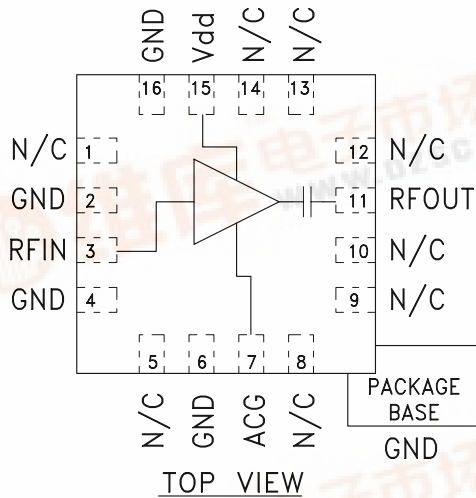 GND
Vdd
N/C
N/C
16
15
14
13
N/C 1
12 N/C
GND 2
11 RFOUT
RFIN 3
10 N/C
GND 4
9 N/C
5
6
7
8
N/C
GND
ACG
N/C
PACKAGE
BASE
GND
TOP VIEW